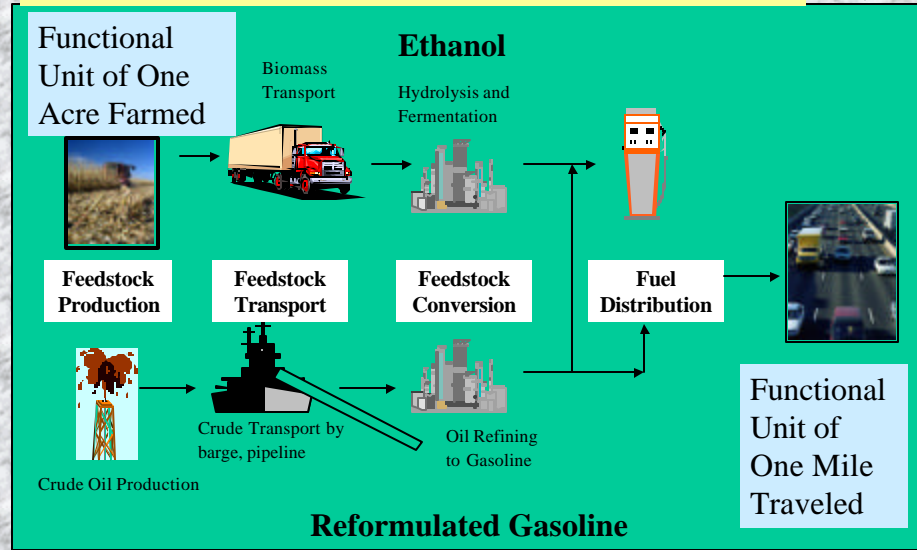 Functional
Unit of One
Acre Farmed
Ethanol
Biomass
Transport
Hydrolysis and
Fermentation
Feedstock
Production
Feedstock
Transport
Feedstock
Conversion
Fuel
Distribution
Crude Transport by
barge, pipeline
Oil Refining
to Gasoline
Crude Oil Production
Functional
Unit of
One Mile
Traveled
Reformulated Gasoline